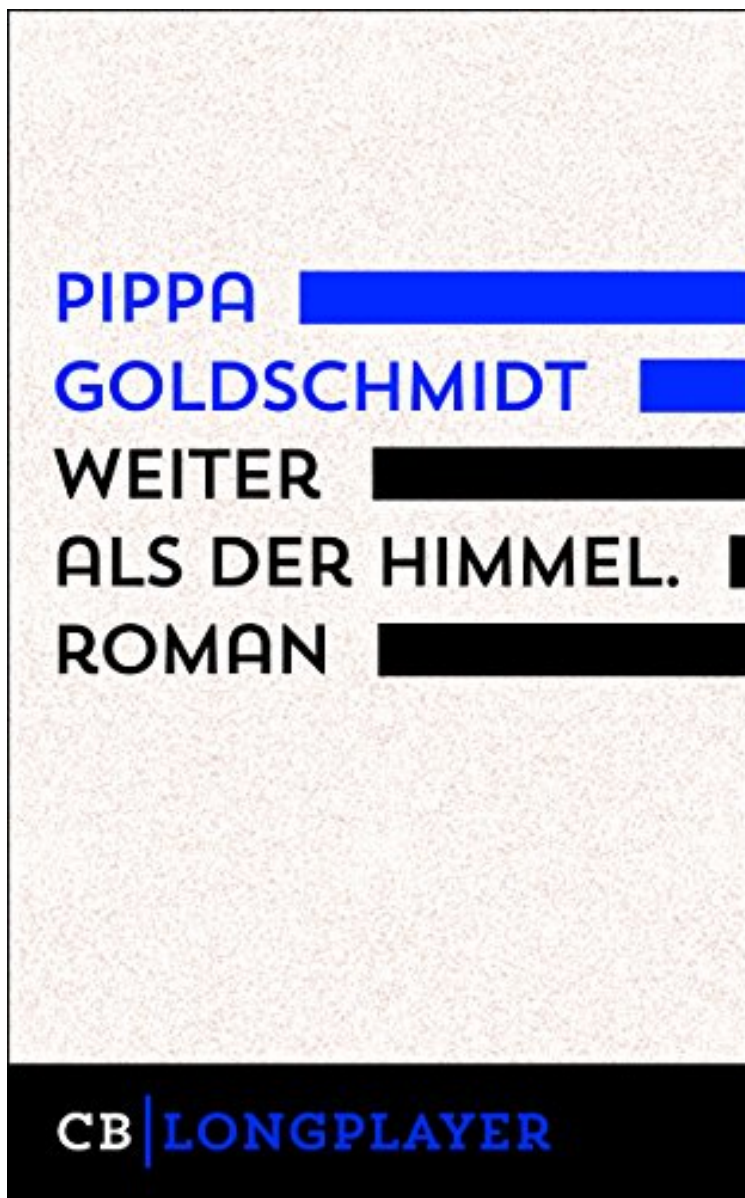 PIPPA
GOLDSCHMIDT
WEITER
ALS DER HIMMEL.
ROMAN
CB|LONGPLAYER